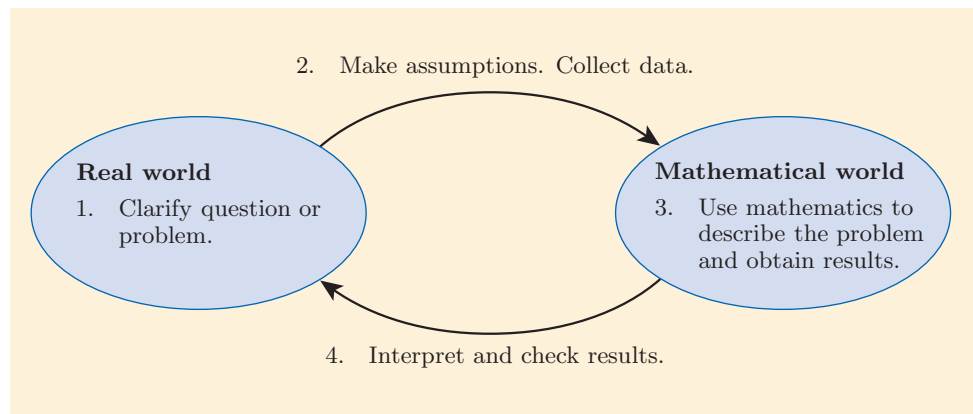 2. Make assumptions. Collect data.
Real world
1. Clarify question or
problem.
Mathematical world
3. Use mathematics to
describe the problem
and obtain results.
4. Interpret and check results.